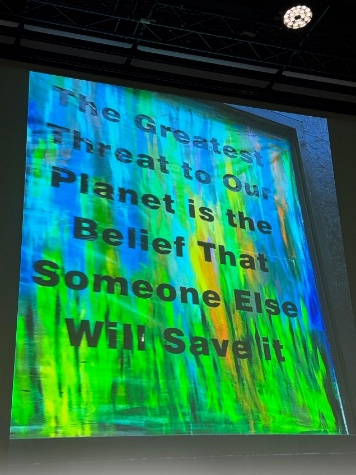 The Greatest
Threat to Our
Planet is the
Belief That
Someone Else
Will Save it